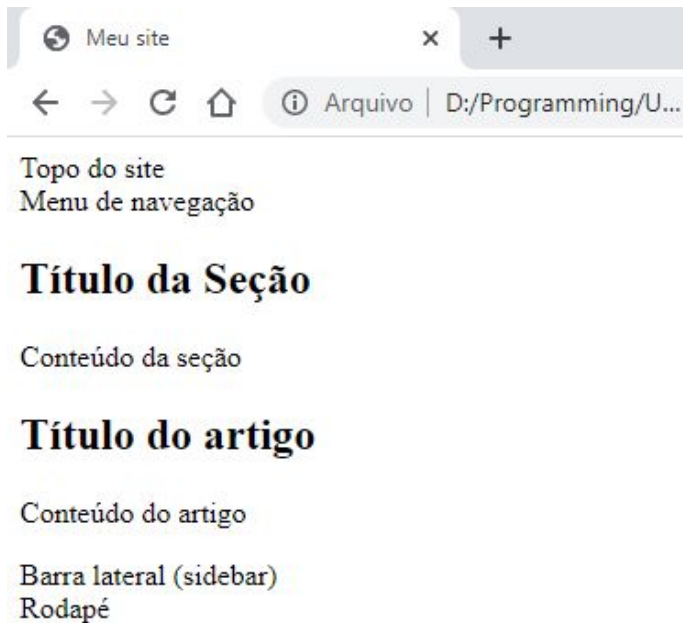 Meu site
Arquivo | D:/Programming/U...
Topo do site
Menu de navegação
Título da Seção
Conteúdo da seção
Título do artigo
Conteúdo do artigo
Barra lateral (sidebar)
Rodapé